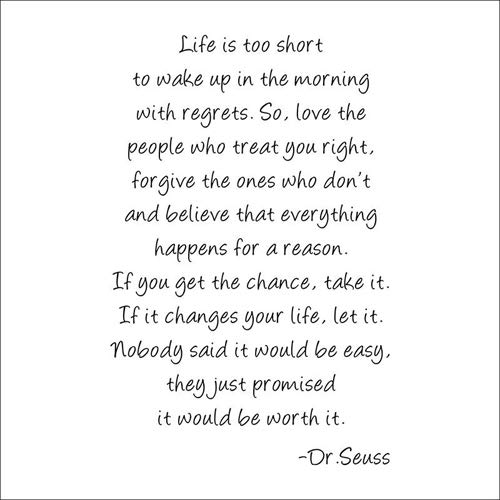 Life is too short
to wake up in the morning
with regrets. So, love the
people who treat you right,
forgive the ones who don't
and believe that everything
happens for a reason.
If you get the chance, take it.
If it changes your life, let it.
Nobody said it would be easy,
they just promised
it would be worth it.
-Dr.Seuss